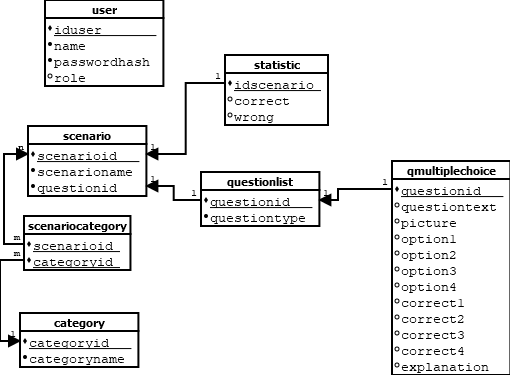 user
iduser
name
passwordhash
role
statistic
1
idscenario
correct
wrong
scenario
n
1
scenarioid
scenarioname
1
questionid
questionlist
1
questionid
1
questiontype
qmultiplechoice
1
questionid
questiontext
picture
option1
option2
option3
option4
correct1
correct2
correct3
correct4
explanation
scenariocategory
m
scenarioid
m
categoryid
category
1
categoryid
categoryname